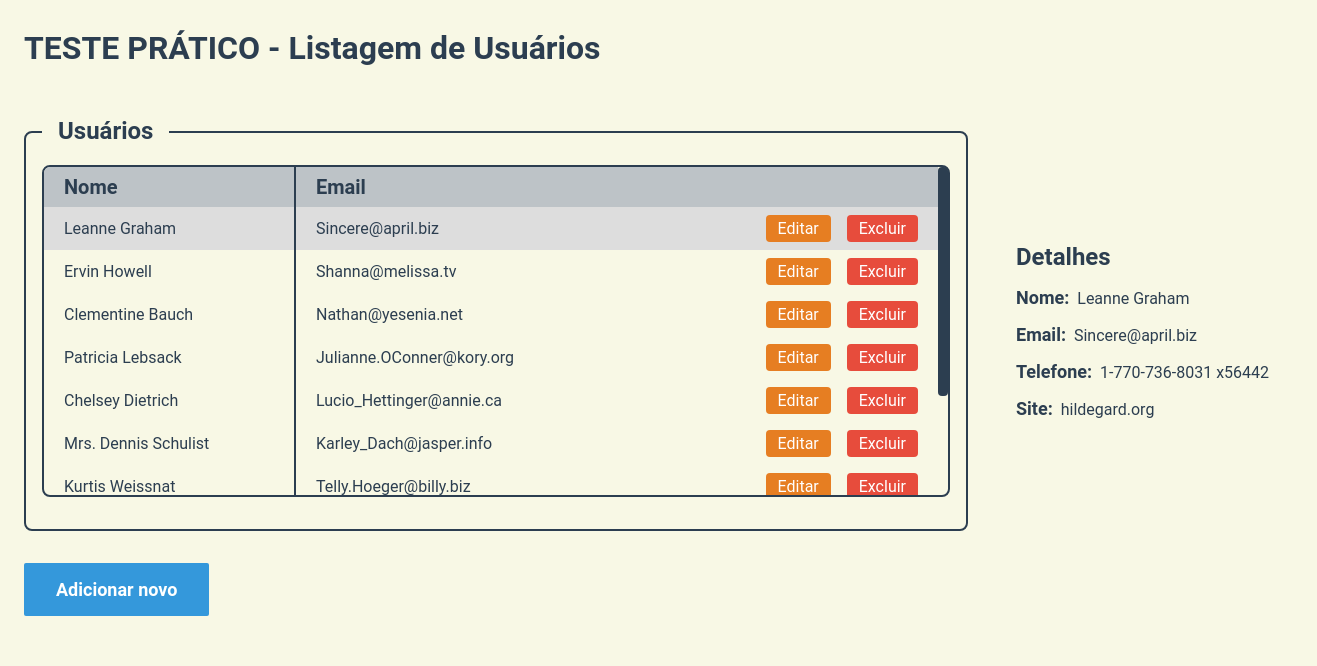 TESTE PRÁTICO - Listagem de Usuários
Usuários
Nome Email
Leanne Graham Sincere@april.biz Editar Excluir
Ervin Howell Shanna@melissa.tv Editar Excluir
Clementine Bauch Nathan@yesenia.net Editar Excluir
Patricia Lebsack Julianne.OConner@kory.org Editar Excluir
Chelsey Dietrich Lucio_Hettinger@annie.ca Editar Excluir
Mrs. Dennis Schulist Karley_Dach@jasper.info Editar Excluir
Kurtis Weissnat Telly.Hoeger@billy.biz Editar Excluir
Detalhes
Nome: Leanne Graham
Email: Sincere@april.biz
Telefone: 1-770-736-8031 x56442
Site: hildegard.org
Adicionar novo